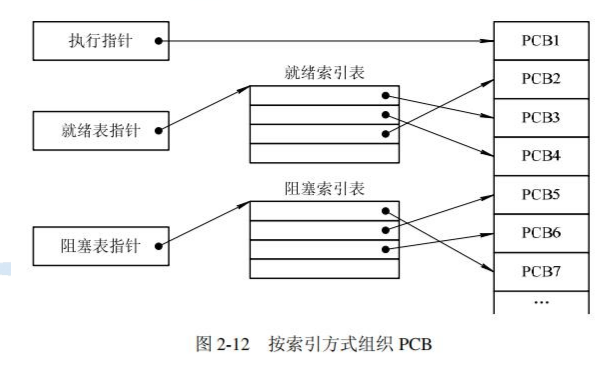 执行指针
就绪索引表
就绪表指针
阻塞索引表
阻塞表指针
PCB1
PCB2
PCB3
PCB4
PCB5
PCB6
PCB7
…
图 2-12 按索引方式组织 PCB